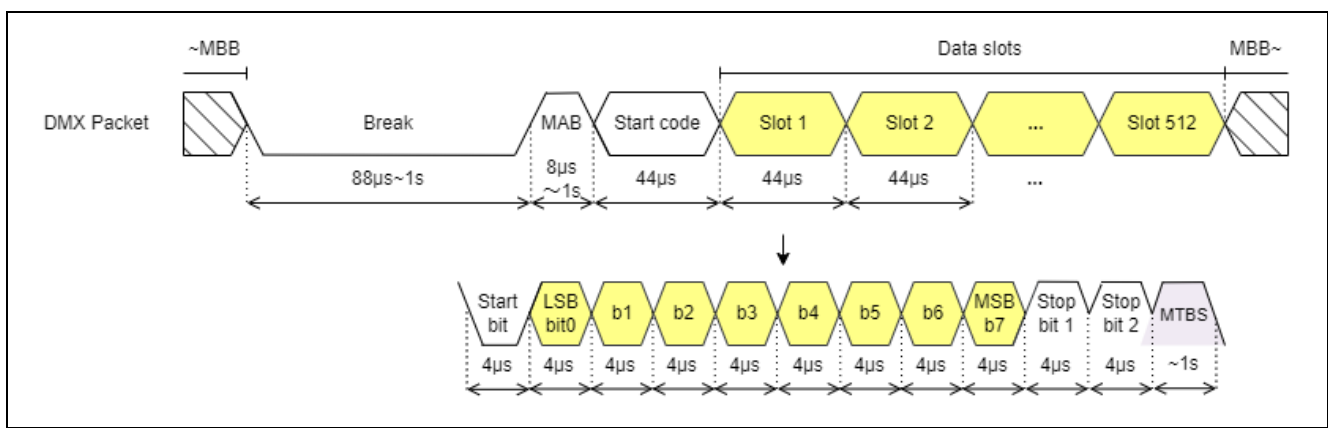 ~MBB
Data slots
MBB~
DMX Packet
Break
MAB
Start code
Slot 1
Slot 2
...
Slot 512
88μs~1s
8μs
~1s
44μs
44μs
44μs
...
Start
bit
LSB
bit0
b1
b2
b3
b4
b5
b6
MSB
b7
Stop
bit 1
Stop
bit 2
MTBS
4μs
4μs
4μs
4μs
4μs
4μs
4μs
4μs
4μs
4μs
4μs
~1s